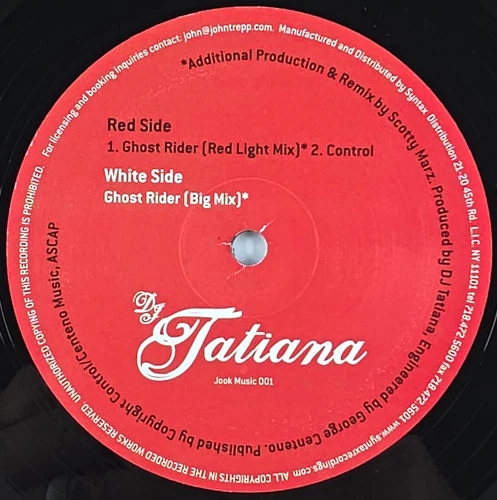 For licensing and booking inquiries contact: john@johntrepp.com. Manufactured and Distributed by Syntax Distribution 21-20 45th Rd. L.I.C. NY 11101 tel 718.472.5600 fax 718.472.5601 www.syntaxrecordings.com ALL COPYRIGHTS IN THE RECORDED WORKS RESERVED. UNAUTHORIZED COPYING OF THIS RECORDING IS PROHIBITED.
*Additional Production & Remix by Scotty Marz. Produced by DJ Tatiana. Engineered by George Centeno. Published by Copyright Control/Centeno Music, ASCAP
Red Side
1. Ghost Rider (Red Light Mix)* 2. Control
White Side
Ghost Rider (Big Mix)*
DJ
Tatiana
Jook Music 001